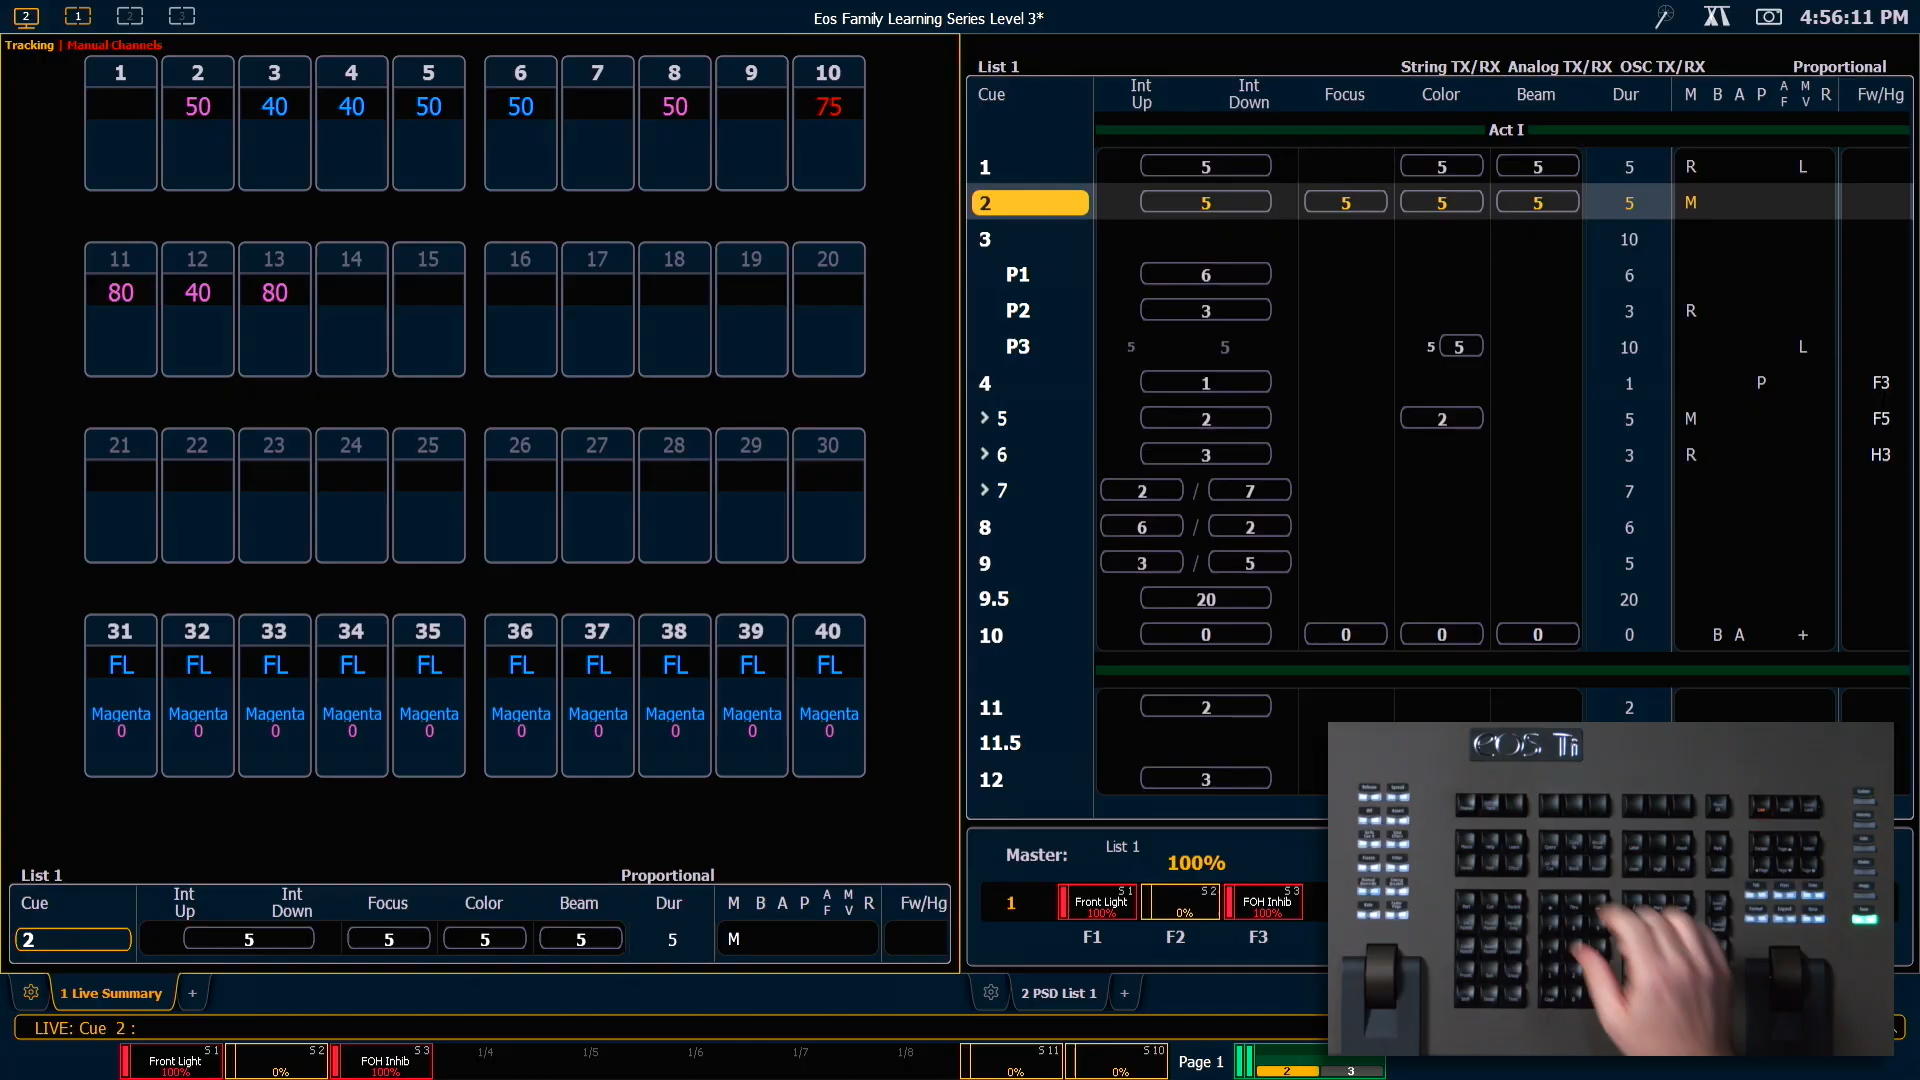 2 1 2 3 Eos Family Learning Series Level 3* 4:56:11 PM
Tracking | Manual Channels
1 2 3 4 5 6 7 8 9 10
50 40 40 50 50 50 75
11 12 13 14 15 16 17 18 19 20
80 40 80
21 22 23 24 25 26 27 28 29 30
31 32 33 34 35 36 37 38 39 40
FL FL FL FL FL FL FL FL FL FL
Magenta Magenta Magenta Magenta Magenta Magenta Magenta Magenta Magenta Magenta
0 0 0 0 0 0 0 0 0 0
List 1 Proportional
Cue Int Up Int Down Focus Color Beam Dur M B A P AF MV R Fw/Hg
2 5 5 5 5 5 M
1 Live Summary +
LIVE: Cue 2 :
List 1 String TX/RX Analog TX/RX OSC TX/RX Proportional
Cue Int Up Int Down Focus Color Beam Dur M B A P AF MV R Fw/Hg
Act I
1 5 5 5 5 R L
2 5 5 5 5 5 M
3 10
P1 6 6
P2 3 3 R
P3 5 5 5 5 10 L
4 1 1 P F3
> 5 2 2 5 M F5
> 6 3 3 R H3
> 7 2 / 7 7
8 6 / 2 6
9 3 / 5 5
9.5 20 20
10 0 0 0 0 0 B A +
11 2 2
11.5
12 3
Master: List 1 100%
1 Front Light 100% S 1 0% S 2 FOH Inhib 100% S 3
F1 F2 F3
2 PSD List 1 +
eos Ti
Front Light 100% S 1 0% S 2 FOH Inhib 100% S 3 1/4 1/5 1/6 1/7 1/8 S 11 0% S 10 0% Page 1 2 3